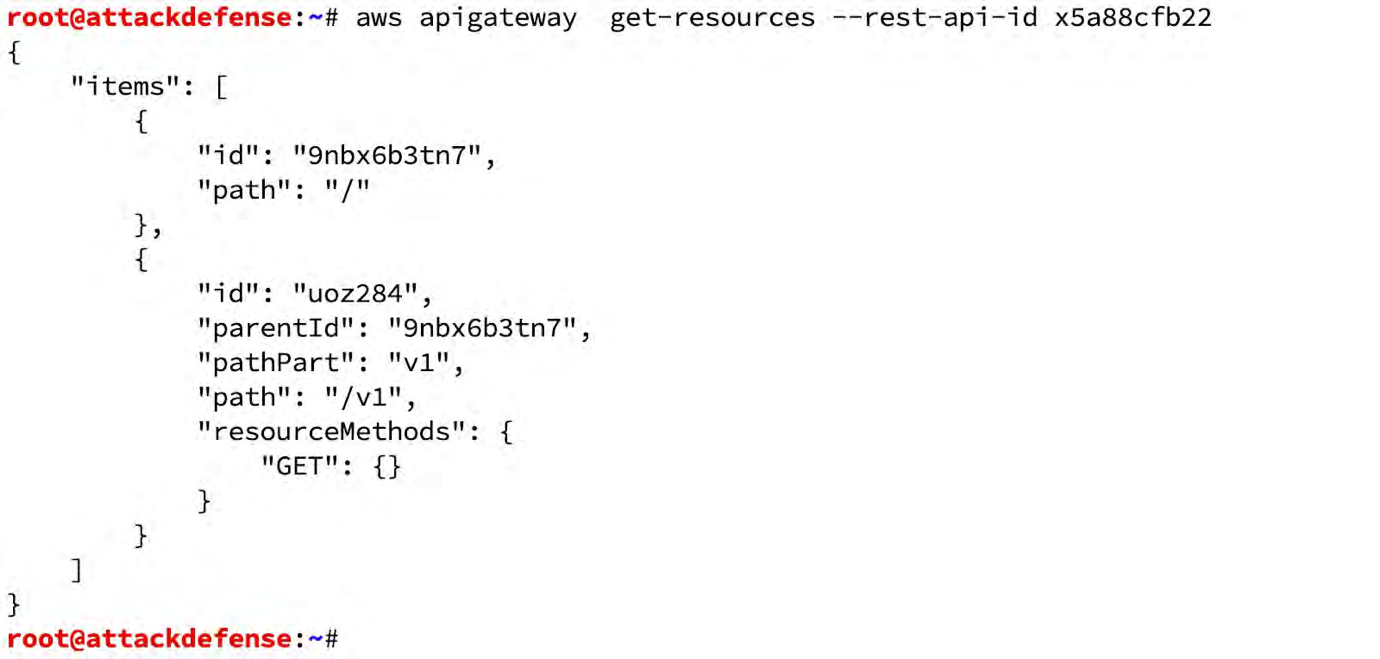 root@attackdefense:~# aws apigateway  get-resources --rest-api-id x5a88cfb22
{
    "items": [
        {
            "id": "9nbx6b3tn7",
            "path": "/"
        },
        {
            "id": "uoz284",
            "parentId": "9nbx6b3tn7",
            "pathPart": "v1",
            "path": "/v1",
            "resourceMethods": {
                "GET": {}
            }
        }
    ]
}
root@attackdefense:~#